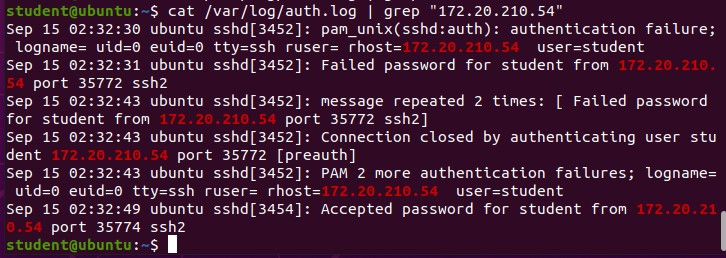 student@ubuntu:~$ cat /var/log/auth.log | grep "172.20.210.54"
Sep 15 02:32:30 ubuntu sshd[3452]: pam_unix(sshd:auth): authentication failure;
 logname= uid=0 euid=0 tty=ssh ruser= rhost=172.20.210.54  user=student
Sep 15 02:32:31 ubuntu sshd[3452]: Failed password for student from 172.20.210.
54 port 35772 ssh2
Sep 15 02:32:43 ubuntu sshd[3452]: message repeated 2 times: [ Failed password
for student from 172.20.210.54 port 35772 ssh2]
Sep 15 02:32:43 ubuntu sshd[3452]: Connection closed by authenticating user stu
dent 172.20.210.54 port 35772 [preauth]
Sep 15 02:32:43 ubuntu sshd[3452]: PAM 2 more authentication failures; logname=
 uid=0 euid=0 tty=ssh ruser= rhost=172.20.210.54  user=student
Sep 15 02:32:49 ubuntu sshd[3454]: Accepted password for student from 172.20.21
0.54 port 35774 ssh2
student@ubuntu:~$